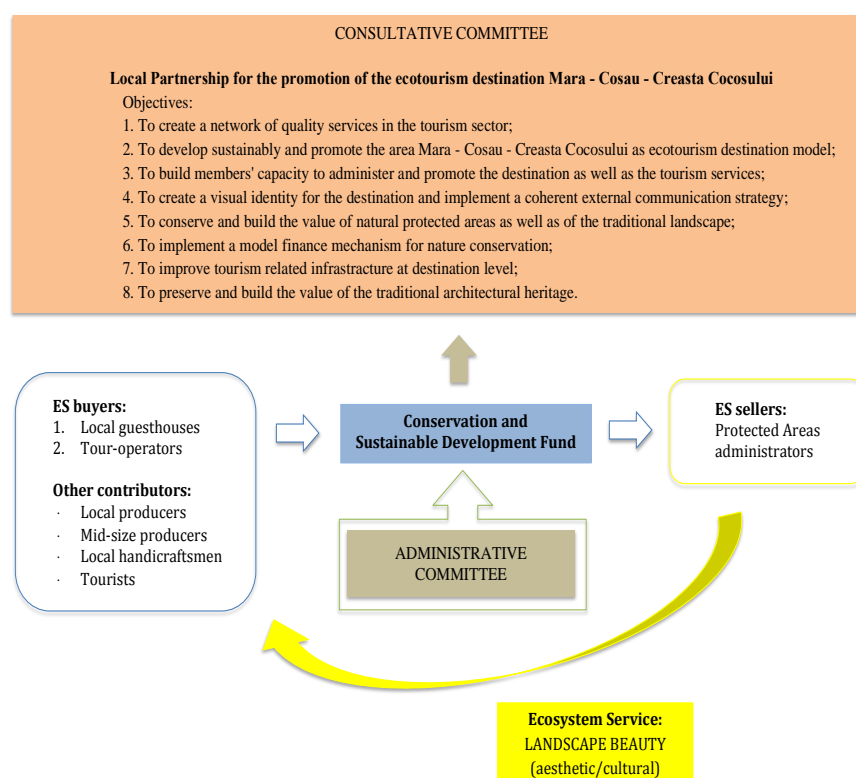 CONSULTATIVE COMMITTEE
Local Partnership for the promotion of the ecotourism destination Mara - Cosau - Creasta Cocosului
Objectives:
1. To create a network of quality services in the tourism sector;
2. To develop sustainably and promote the area Mara - Cosau - Creasta Cocosului as ecotourism destination model;
3. To build members' capacity to administer and promote the destination as well as the tourism services;
4. To create a visual identity for the destination and implement a coherent external communication strategy;
5. To conserve and build the value of natural protected areas as well as of the traditional landscape;
6. To implement a model finance mechanism for nature conservation;
7. To improve tourism related infrastracture at destination level;
8. To preserve and build the value of the traditional architectural heritage.
ES buyers:
1. Local guesthouses
2. Tour-operators
Other contributors:
· Local producers
· Mid-size producers
· Local handicraftsmen
· Tourists
Conservation and
Sustainable Development Fund
ES sellers:
Protected Areas
administrators
ADMINISTRATIVE
COMMITTEE
Ecosystem Service:
LANDSCAPE BEAUTY
(aesthetic/cultural)